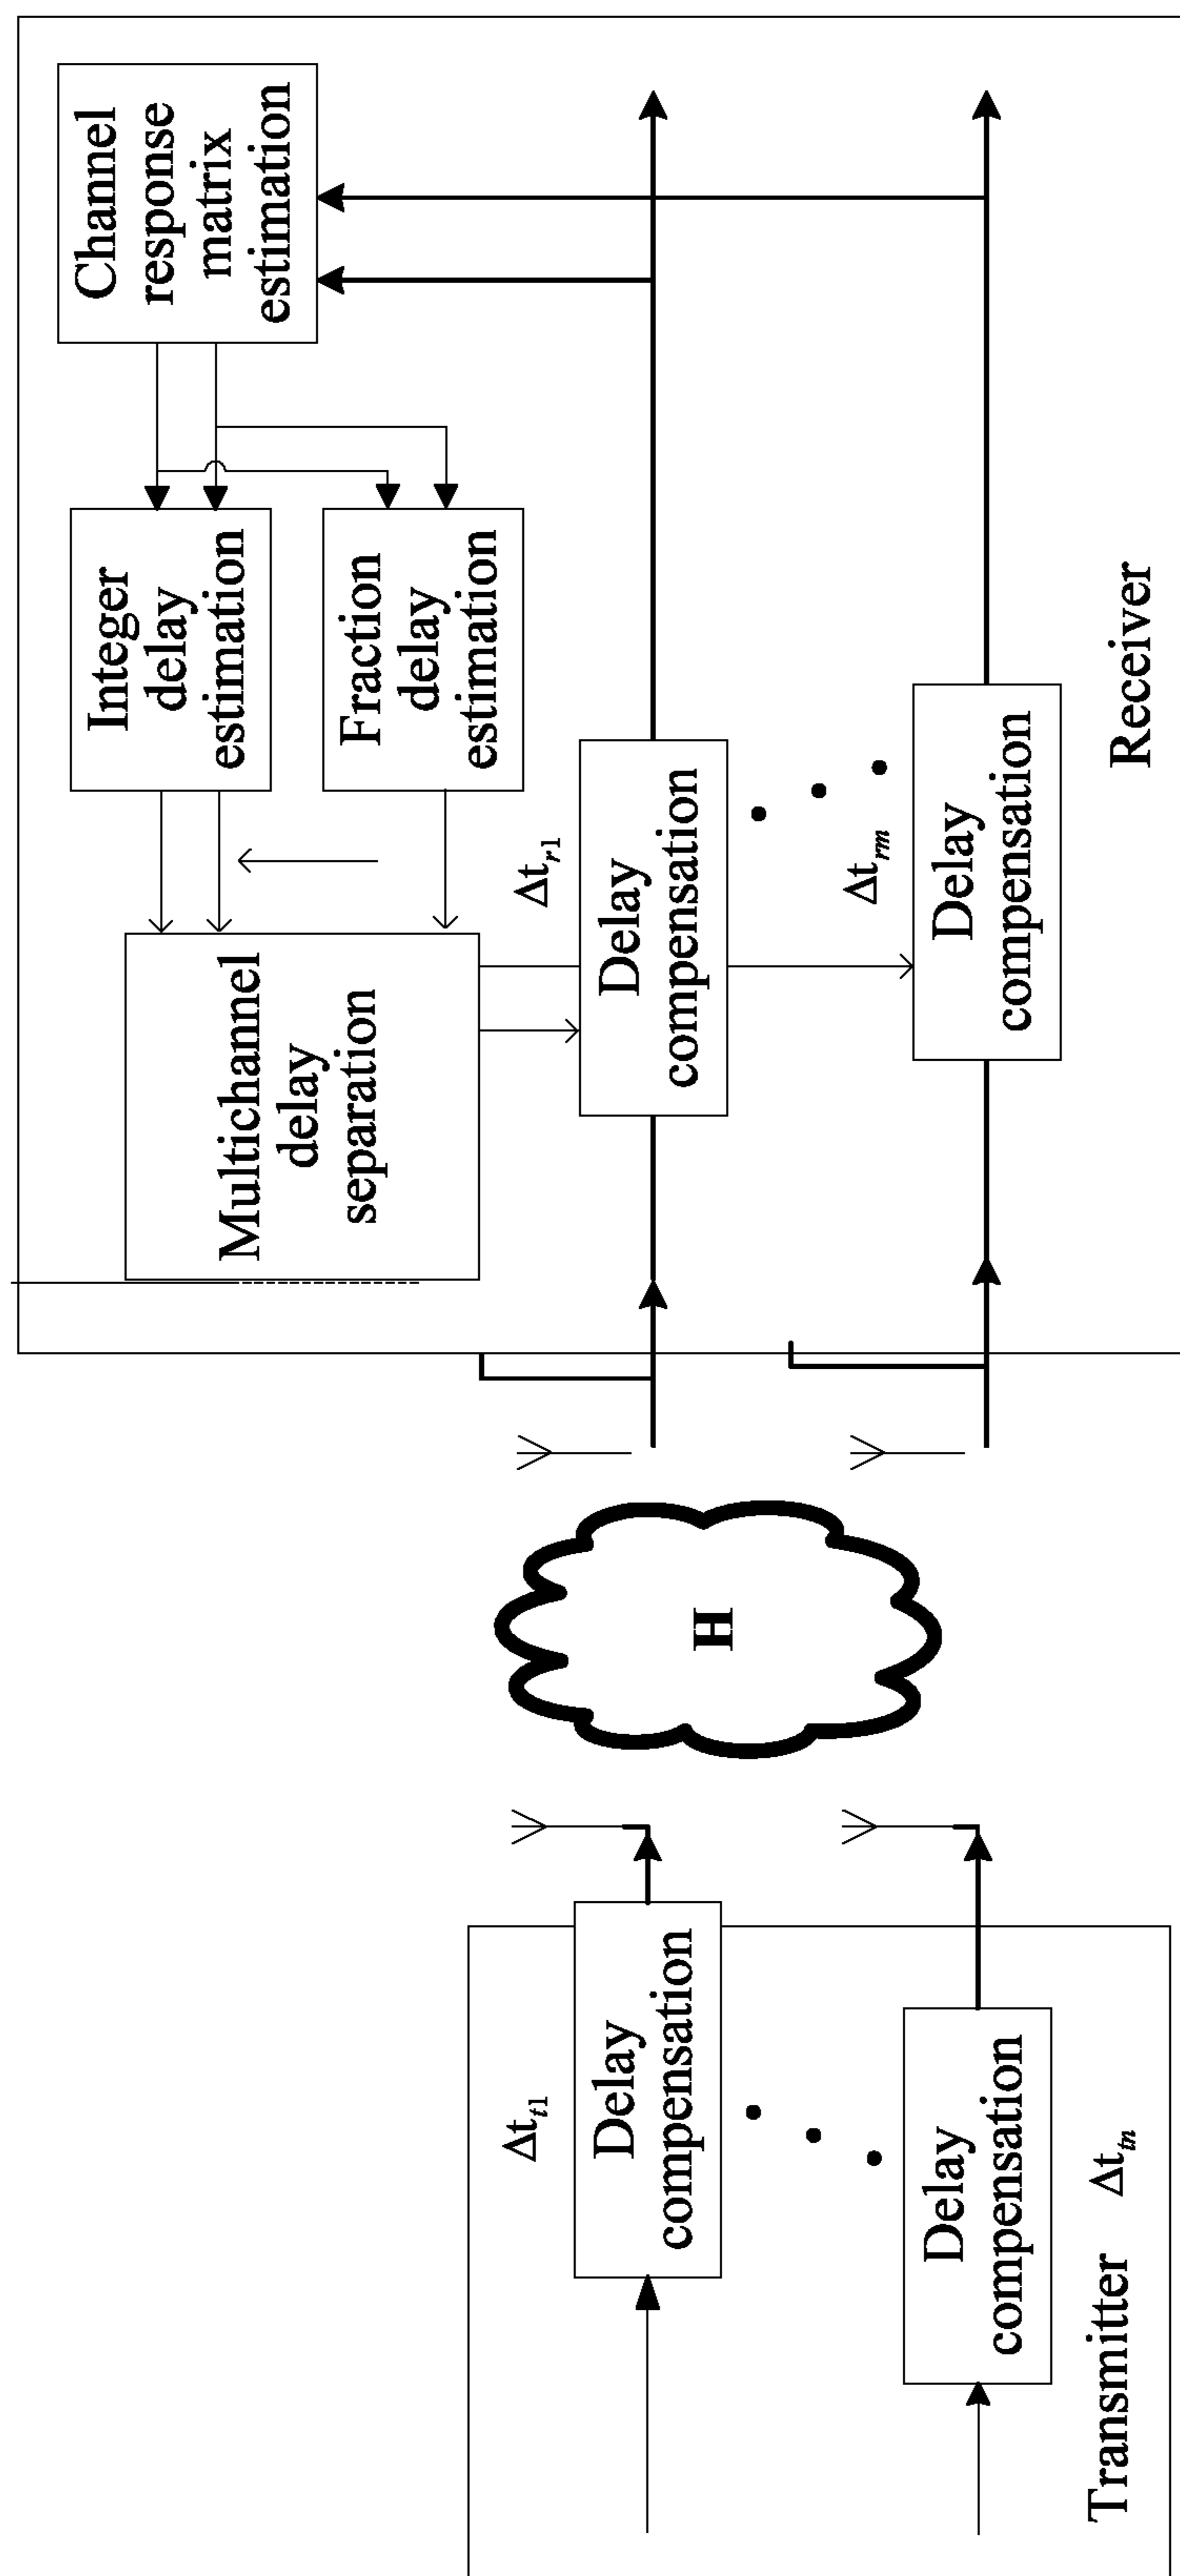 Channel
response
matrix
estimation
Integer
delay
estimation
Fraction
delay
estimation
Multichannel
delay
separation
Δt_r1
Delay
compensation
Δt_rm
Delay
compensation
Receiver
H
Δt_t1
Delay
compensation
Delay
compensation
Transmitter
Δt_tn